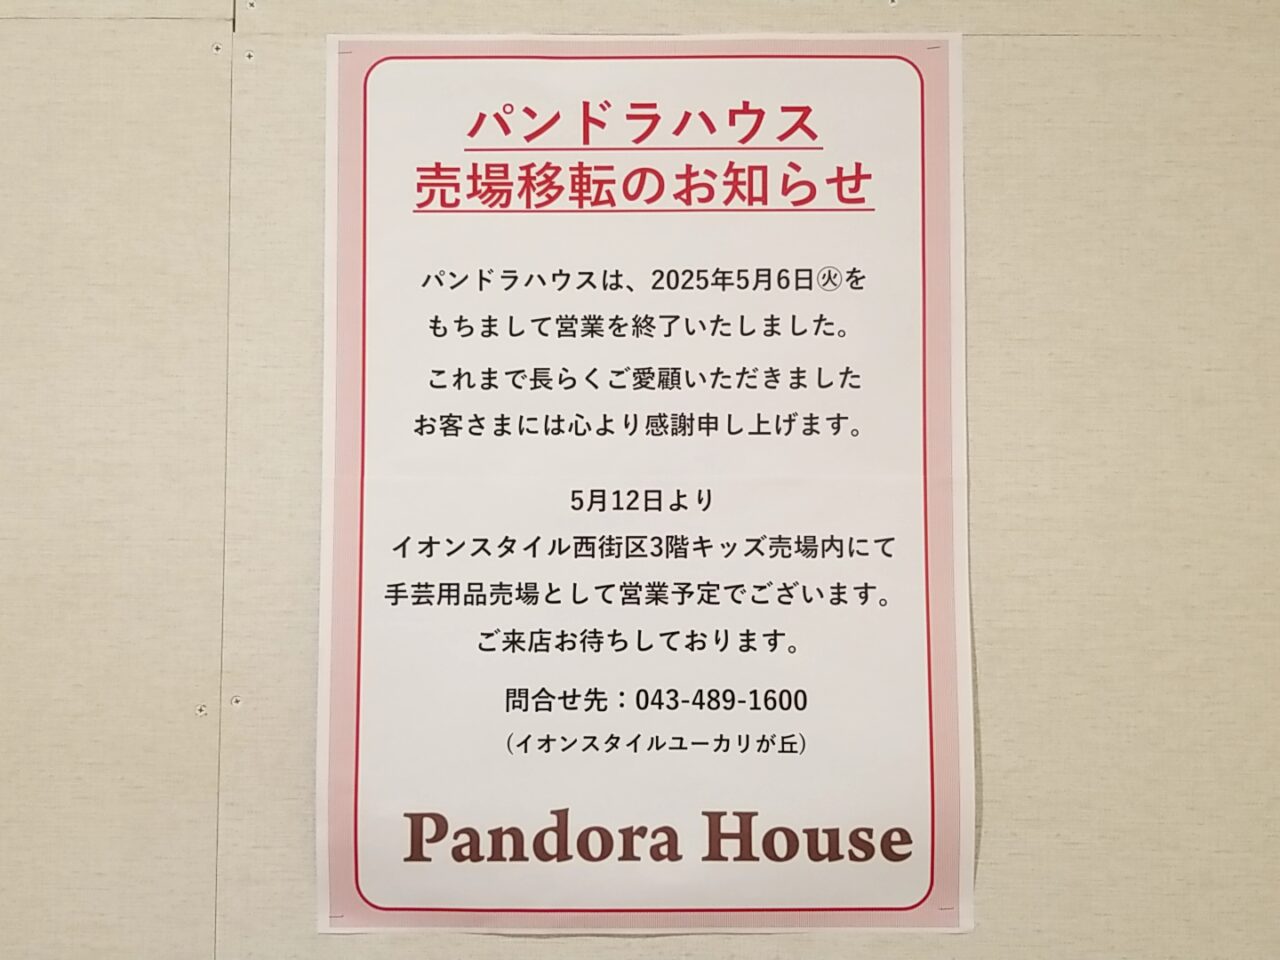 パンドラハウス
売場移転のお知らせ
パンドラハウスは、2025年5月6日㊋を
もちまして営業を終了いたしました。
これまで長らくご愛顧いただきました
お客さまには心より感謝申し上げます。
5月12日より
イオンスタイル西街区3階キッズ売場内にて
手芸用品売場として営業予定でございます。
ご来店お待ちしております。
問合せ先：043-489-1600
(イオンスタイルユーカリが丘)
Pandora House